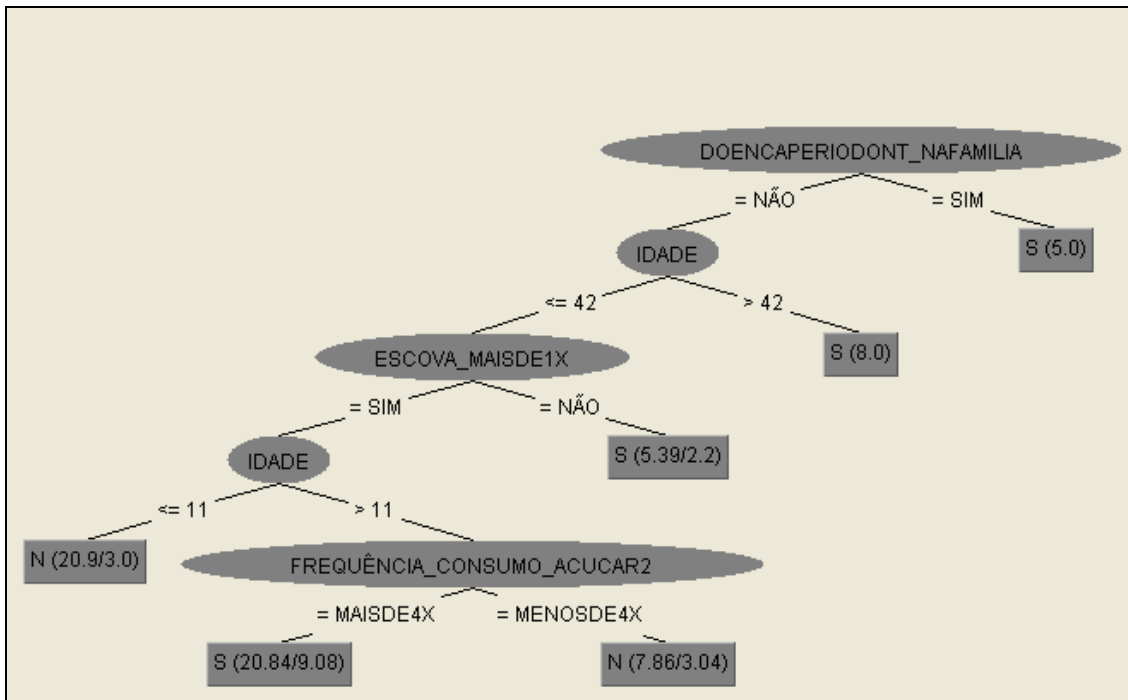 DOENCAPERIODONT_NAFAMILIA
= NÃO
= SIM
IDADE
S (5.0)
<= 42
> 42
ESCOVA_MAISDE1X
S (8.0)
= SIM
= NÃO
IDADE
S (5.39/2.2)
<= 11
> 11
N (20.9/3.0)
FREQUÊNCIA_CONSUMO_ACUCAR2
= MAISDE4X
= MENOSDE4X
S (20.84/9.08)
N (7.86/3.04)